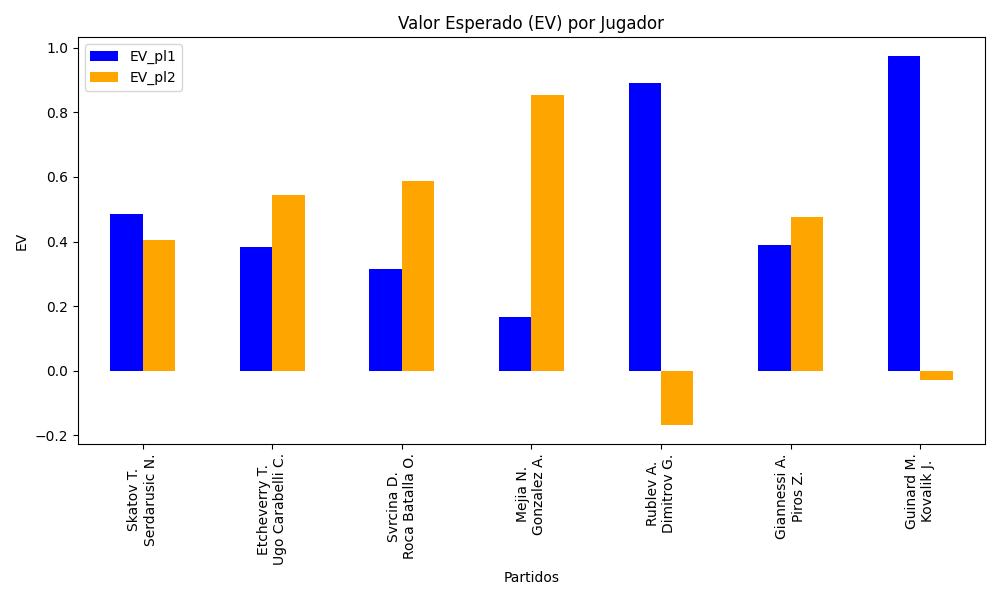 Valor Esperado (EV) por Jugador
EV_pl1
EV_pl2
EV
1.0
0.8
0.6
0.4
0.2
0.0
−0.2
Skatov T.
Serdarusic N.
Etcheverry T.
Ugo Carabelli C.
Svrcina D.
Roca Batalla O.
Mejia N.
Gonzalez A.
Rublev A.
Dimitrov G.
Giannessi A.
Piros Z.
Guinard M.
Kovalik J.
Partidos